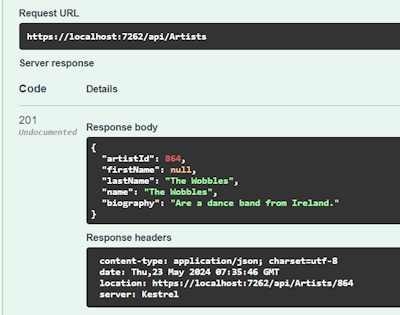 Request URL
https://localhost:7262/api/Artists
Server response
Code Details
201
Undocumented
Response body
{
"artistId": 864,
"firstName": null,
"lastName": "The Wobbles",
"name": "The Wobbles",
"biography": "Are a dance band from Ireland."
}
Response headers
content-type: application/json; charset=utf-8
date: Thu,23 May 2024 07:35:46 GMT
location: https://localhost:7262/api/Artists/864
server: Kestrel